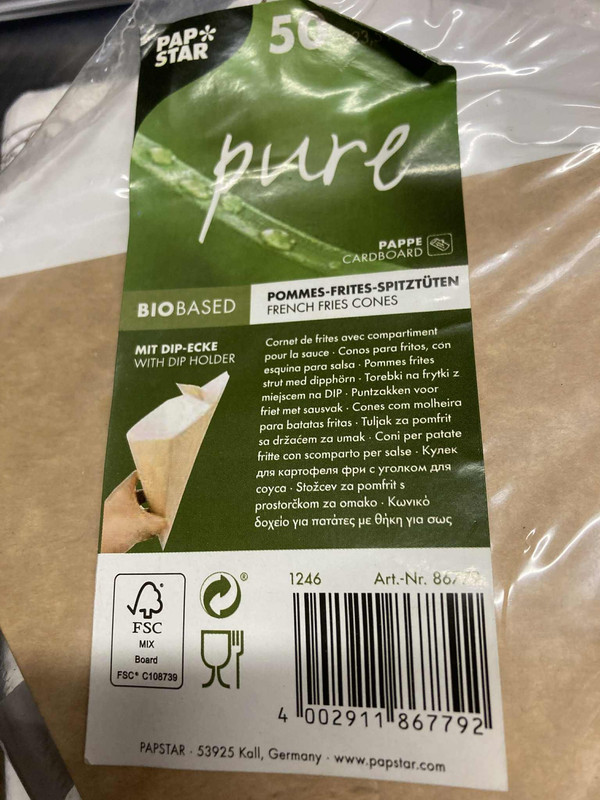 PAP*
STAR
50
pure
PAPPE
CARDBOARD
BIOBASED
POMMES-FRITES-SPITZTÜTEN
FRENCH FRIES CONES
MIT DIP-ECKE
WITH DIP HOLDER
Cornet de frites avec compartiment
pour la sauce · Conos para fritos, con
esquina para salsa · Pommes frites
strut med dipphörn · Torebki na frytki z
miejscem na DIP · Puntzakken voor
friet met sausvak · Cones com molheira
para batatas fritas · Tuljak za pomfrit
sa držačem za umak · Coni per patate
fritte con scomparto per salse · Кулек
для картофеля фри с уголком для
соуса · Stožcev za pomfrit s
prostorčkom za omako · Κωνικό
δοχείο για πατάτες με θήκη για σως
FSC
MIX
Board
FSC® C108739
®
1246 Art.-Nr.
4 002911 867792
PAPSTAR · 53925 Kall, Germany · www.papstar.com